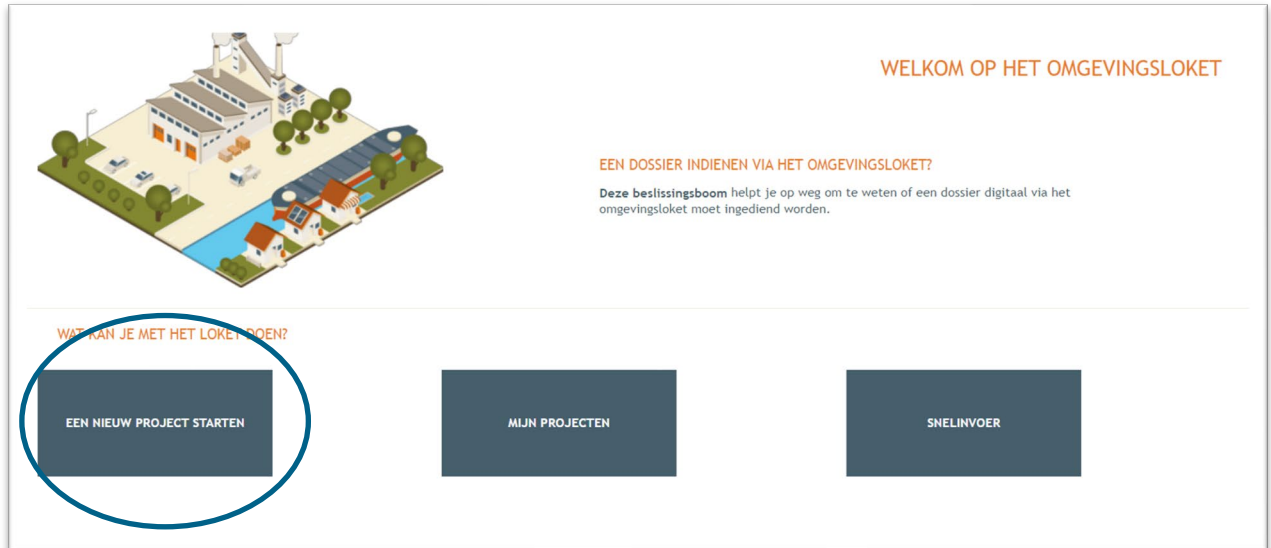 WELKOM OP HET OMGEVINGSLOKET
EEN DOSSIER INDIENEN VIA HET OMGEVINGSLOKET?
Deze beslissingsboom helpt je op weg om te weten of een dossier digitaal via het
omgevingsloket moet ingediend worden.
WAT KAN JE MET HET LOKET DOEN?
EEN NIEUW PROJECT STARTEN
MIJN PROJECTEN
SNELINVOER